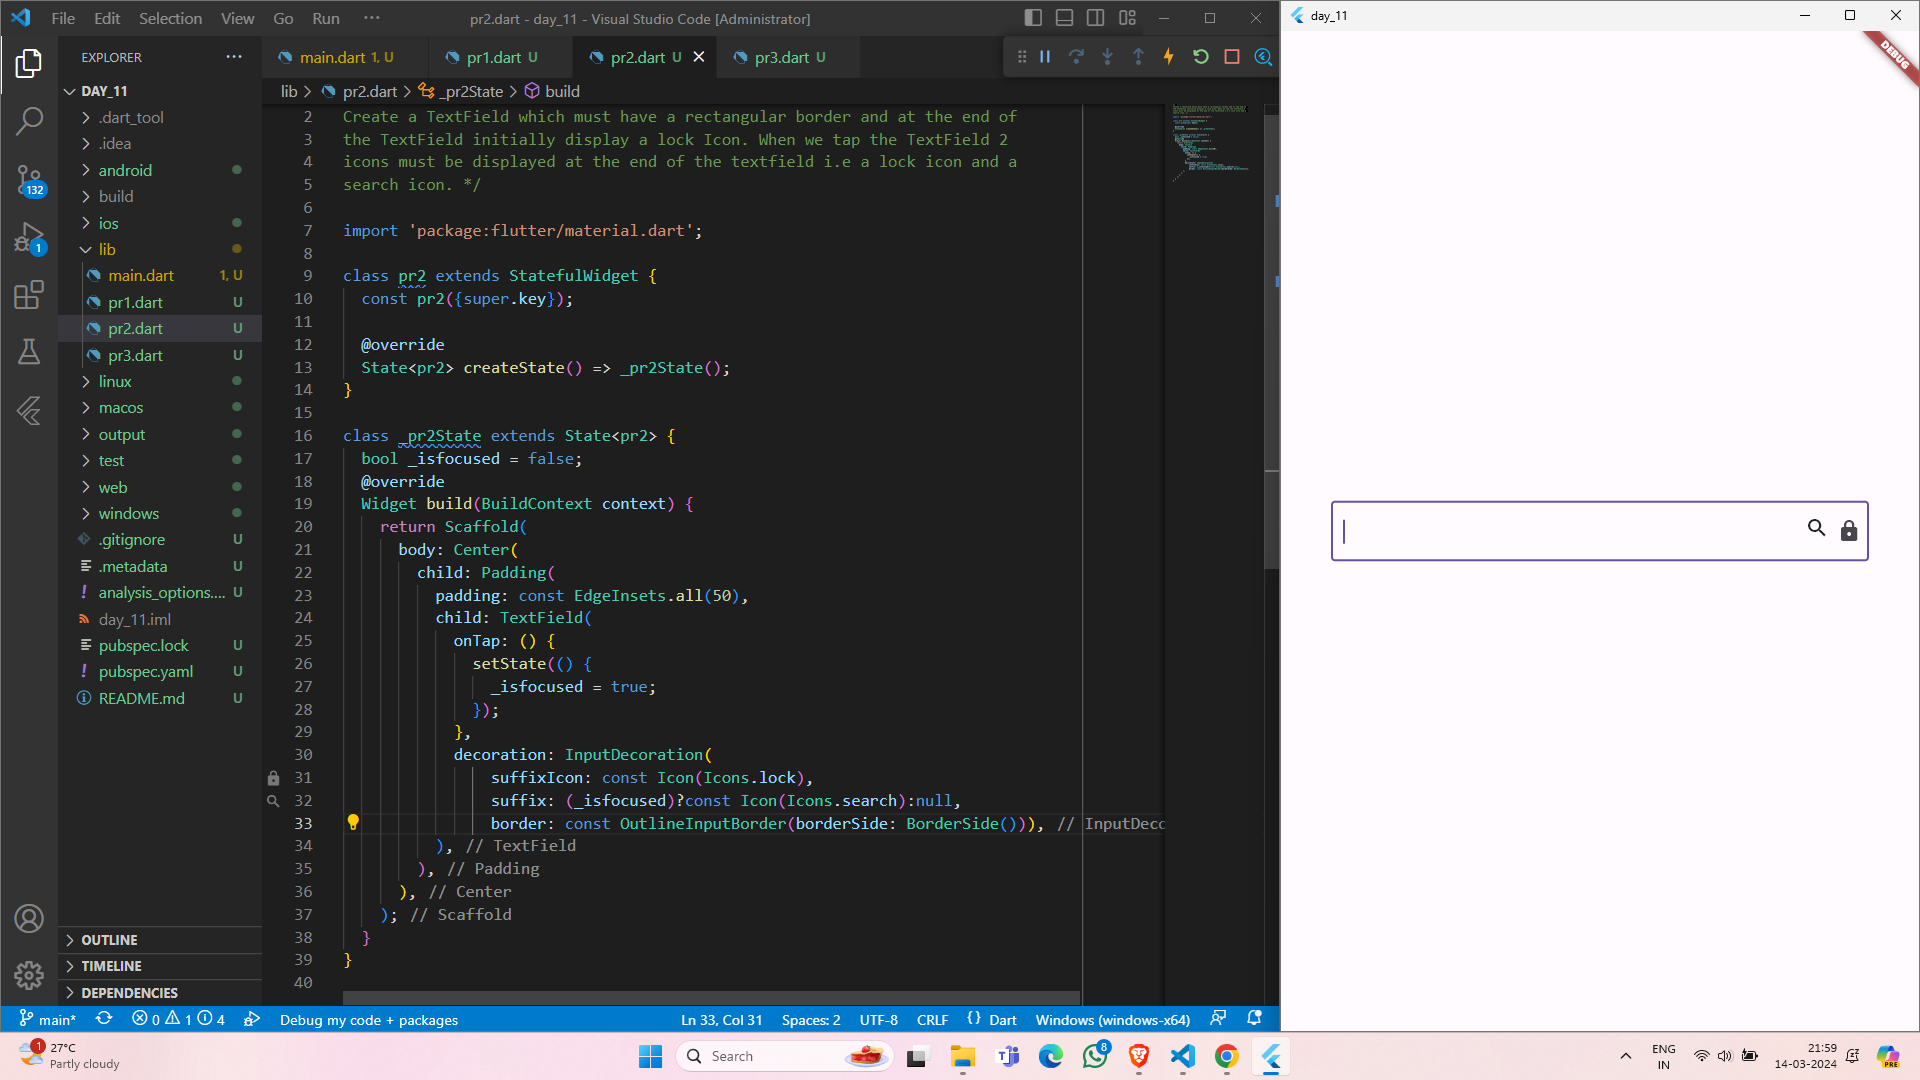 File Edit Selection View Go Run ··· pr2.dart - day_11 - Visual Studio Code [Administrator]
day_11
DEBUG
EXPLORER ···
main.dart 1, U
pr1.dart U
pr2.dart U
pr3.dart U
lib > pr2.dart > _pr2State > build
DAY_11
.dart_tool
.idea
android
build
ios
lib
main.dart 1, U
pr1.dart U
pr2.dart U
pr3.dart U
linux
macos
output
test
web
windows
.gitignore U
.metadata U
analysis_options.... U
day_11.iml
pubspec.lock U
pubspec.yaml U
README.md U
OUTLINE
TIMELINE
DEPENDENCIES
132
1
2 Create a TextField which must have a rectangular border and at the end of
3 the TextField initially display a lock Icon. When we tap the TextField 2
4 icons must be displayed at the end of the textfield i.e a lock icon and a
5 search icon. */
6
7 import 'package:flutter/material.dart';
8
9 class pr2 extends StatefulWidget {
10 const pr2({super.key});
11
12 @override
13 State<pr2> createState() => _pr2State();
14 }
15
16 class _pr2State extends State<pr2> {
17 bool _isfocused = false;
18 @override
19 Widget build(BuildContext context) {
20 return Scaffold(
21 body: Center(
22 child: Padding(
23 padding: const EdgeInsets.all(50),
24 child: TextField(
25 onTap: () {
26 setState(() {
27 _isfocused = true;
28 });
29 },
30 decoration: InputDecoration(
31 suffixIcon: const Icon(Icons.lock),
32 suffix: (_isfocused)?const Icon(Icons.search):null,
33 border: const OutlineInputBorder(borderSide: BorderSide())), // InputDeco
34 ), // TextField
35 ), // Padding
36 ), // Center
37 ); // Scaffold
38 }
39 }
40
main* 0 1 4 Debug my code + packages Ln 33, Col 31 Spaces: 2 UTF-8 CRLF {} Dart Windows (windows-x64)
1 27°C
Partly cloudy
Search
8
ENG
IN
21:59
14-03-2024
PRE